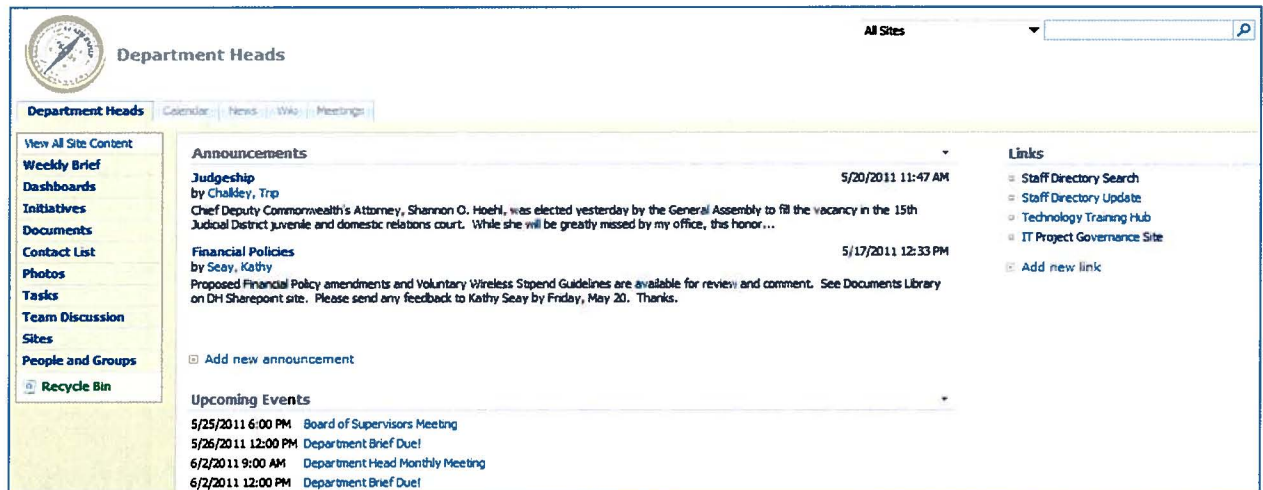 All Sites
Department Heads
Department Heads Calendar News Wiki Meetings
View All Site Content
Weekly Brief
Dashboards
Initiatives
Documents
Contact List
Photos
Tasks
Team Discussion
Sites
People and Groups
Recycle Bin
Announcements
Judgeship 5/20/2011 11:47 AM
by Chalkley, Trip
Chief Deputy Commonwealth's Attorney, Shannon O. Hoehl, was elected yesterday by the General Assembly to fill the vacancy in the 15th
Judicial District juvenile and domestic relations court. While she will be greatly missed by my office, this honor...
Financial Policies 5/17/2011 12:33 PM
by Seay, Kathy
Proposed Financial Policy amendments and Voluntary Wireless Stipend Guidelines are available for review and comment. See Documents Library
on DH Sharepoint site. Please send any feedback to Kathy Seay by Friday, May 20. Thanks.
Add new announcement
Upcoming Events
5/25/2011 6:00 PM Board of Supervisors Meeting
5/26/2011 12:00 PM Department Brief Due!
6/2/2011 9:00 AM Department Head Monthly Meeting
6/2/2011 12:00 PM Department Brief Due!
Links
Staff Directory Search
Staff Directory Update
Technology Training Hub
IT Project Governance Site
Add new link